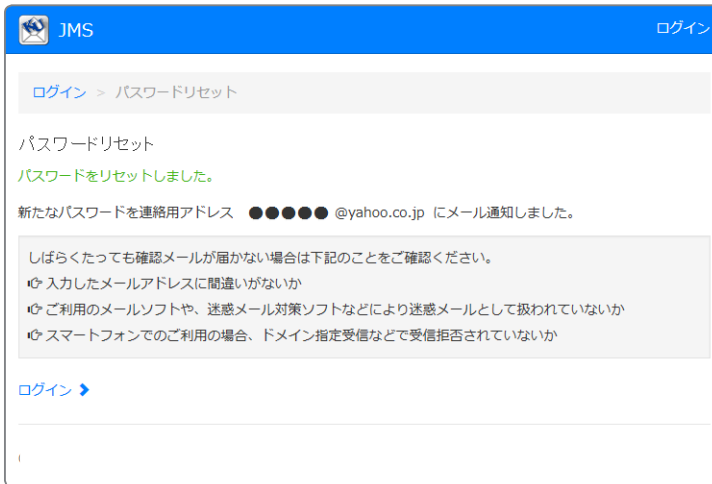 JMS
ログイン
ログイン > パスワードリセット
パスワードリセット
パスワードをリセットしました。
新たなパスワードを連絡用アドレス ●●●●● @yahoo.co.jp にメール通知しました。
しばらくたっても確認メールが届かない場合は下記のことをご確認ください。
入力したメールアドレスに間違いがないか
ご利用のメールソフトや、迷惑メール対策ソフトなどにより迷惑メールとして扱われていないか
スマートフォンでのご利用の場合、ドメイン指定受信などで受信拒否されていないか
ログイン